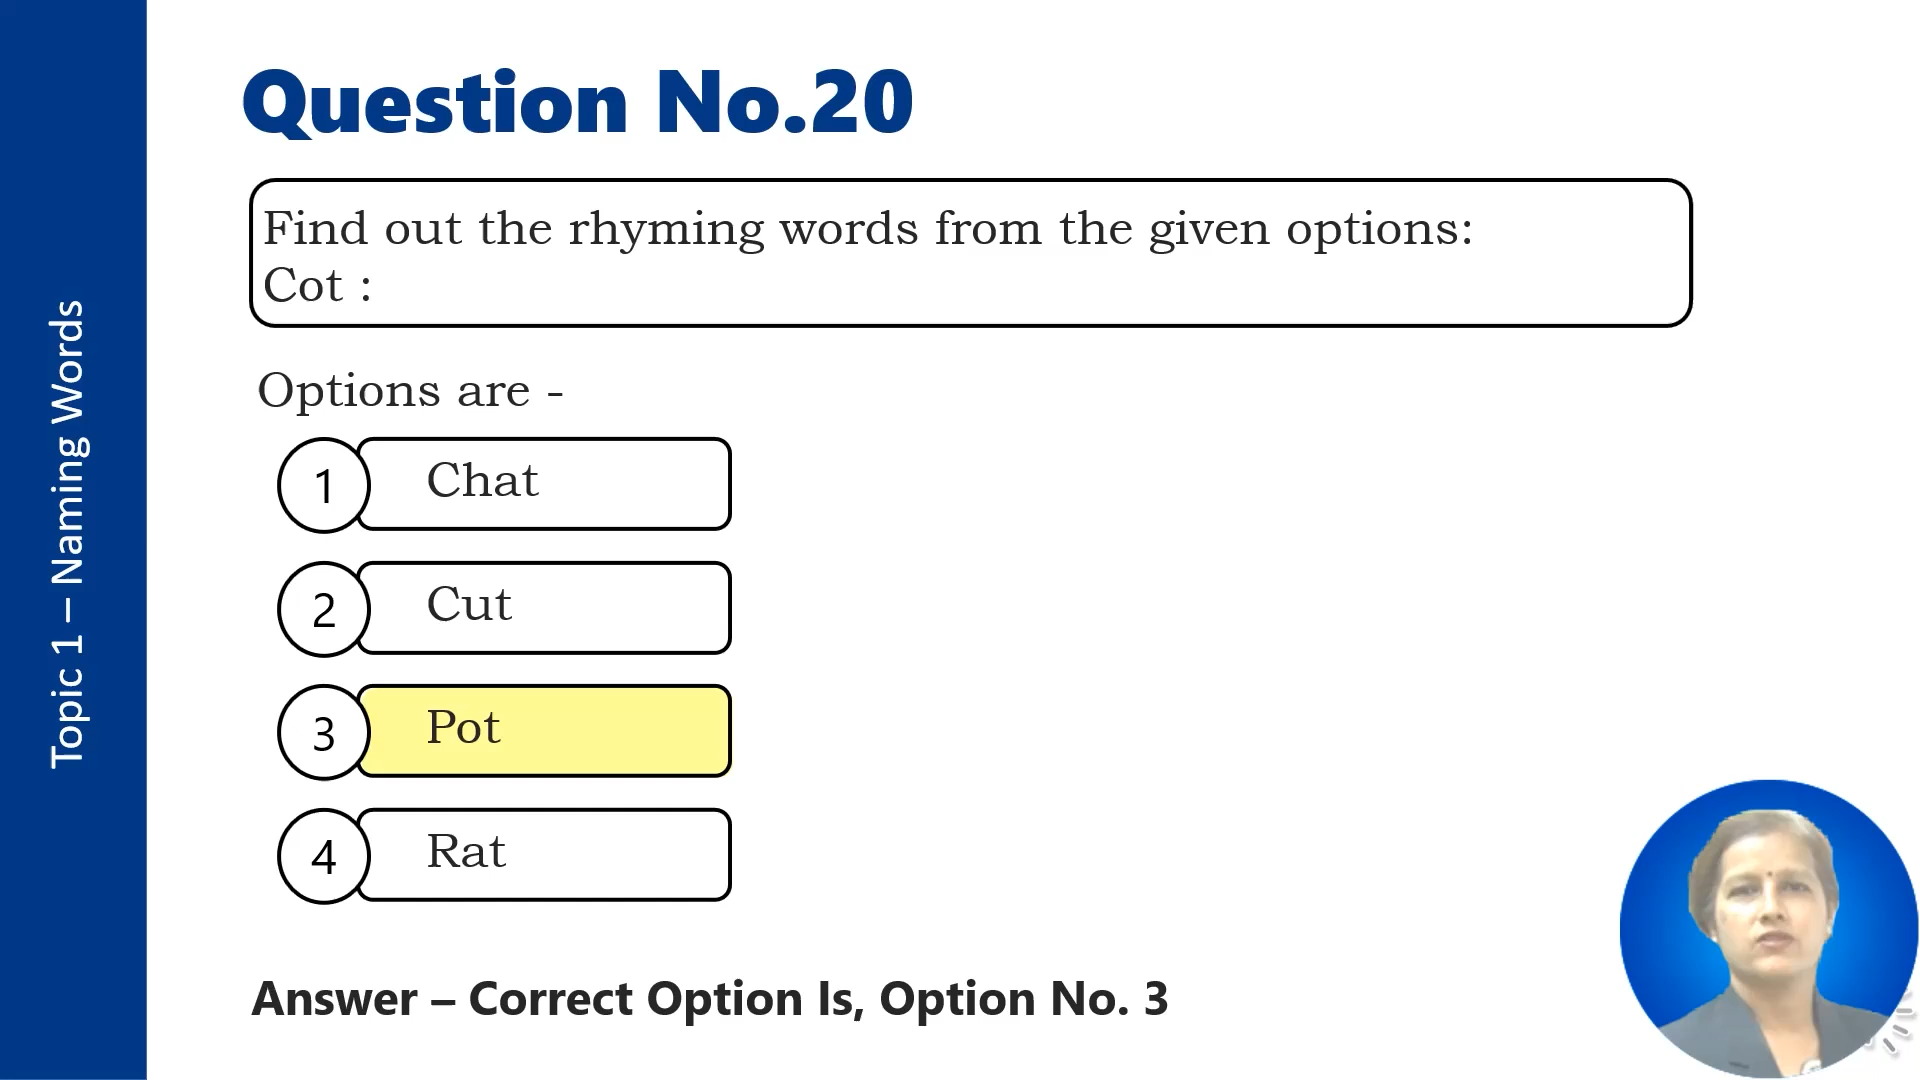 Topic 1 – Naming Words
Question No.20
Find out the rhyming words from the given options:
Cot :
Options are -
1 Chat
2 Cut
3 Pot
4 Rat
Answer – Correct Option Is, Option No. 3